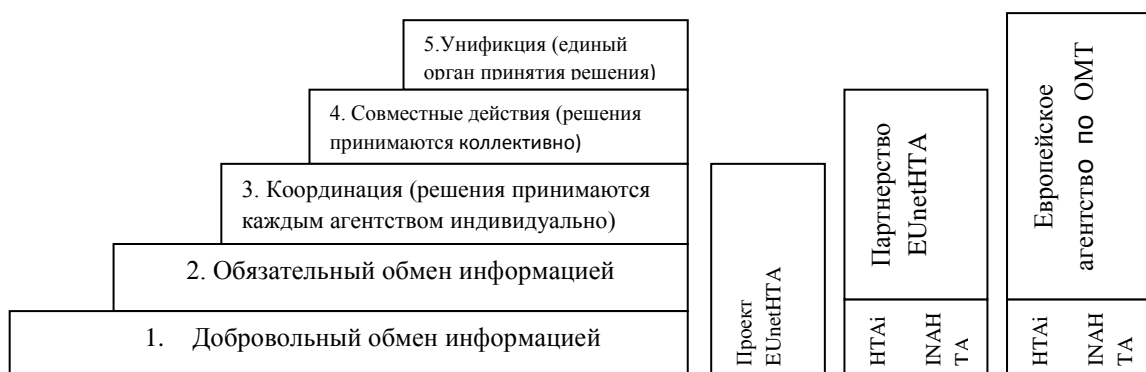 5.Унификция (единый
орган принятия решения)
4. Совместные действия (решения
принимаются коллективно)
3. Координация (решения принимаются
каждым агентством индивидуально)
2. Обязательный обмен информацией
1. Добровольный обмен информацией
Проект
EUnetHTA
Партнерство
EUnetHTA
HTAi
INAH
TA
Европейское
агентство по ОМТ
HTAi
INAH
TA